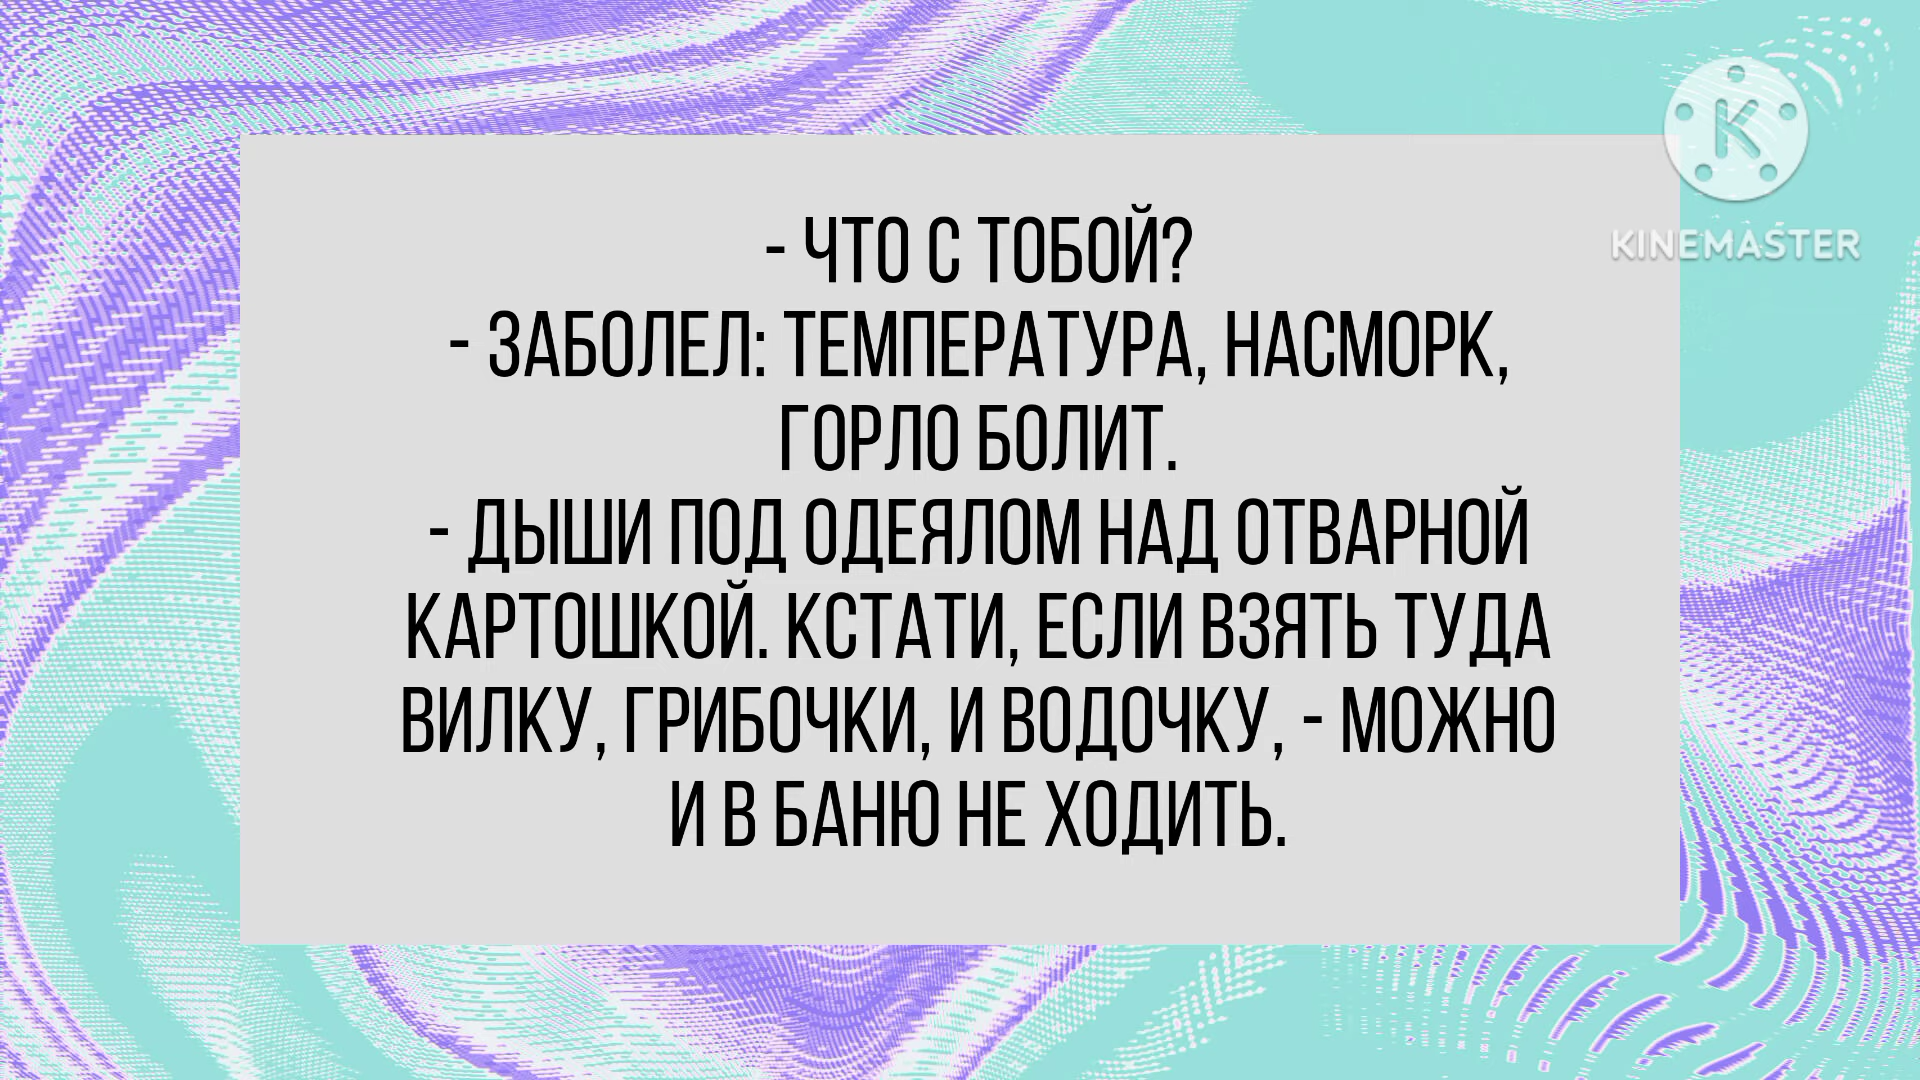 - ЧТО С ТОБОЙ?
- ЗАБОЛЕЛ: ТЕМПЕРАТУРА, НАСМОРК,
ГОРЛО БОЛИТ.
- ДЫШИ ПОД ОДЕЯЛОМ НАД ОТВАРНОЙ
КАРТОШКОЙ. КСТАТИ, ЕСЛИ ВЗЯТЬ ТУДА
ВИЛКУ, ГРИБОЧКИ, И ВОДОЧКУ, - МОЖНО
И В БАНЮ НЕ ХОДИТЬ.
K
KINEMASTER